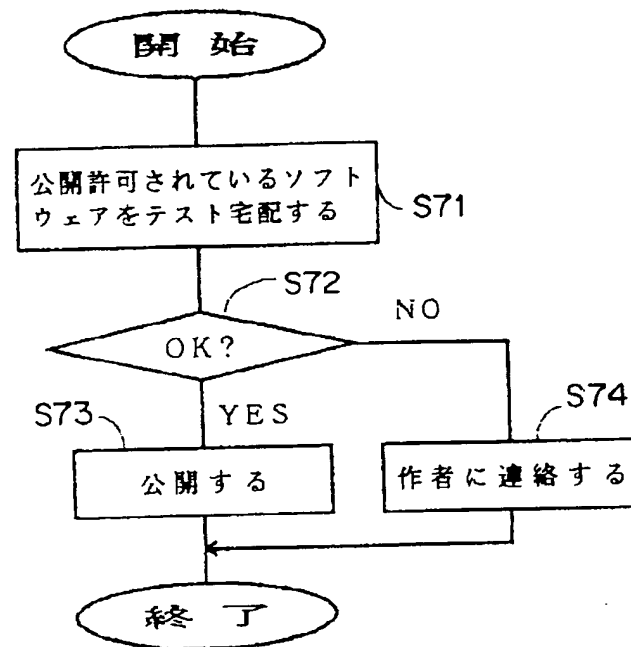 開始
公開許可されているソフト
ウェアをテスト宅配する
S71
S72
OK?
NO
YES
S73
公開する
S74
作者に連絡する
終了